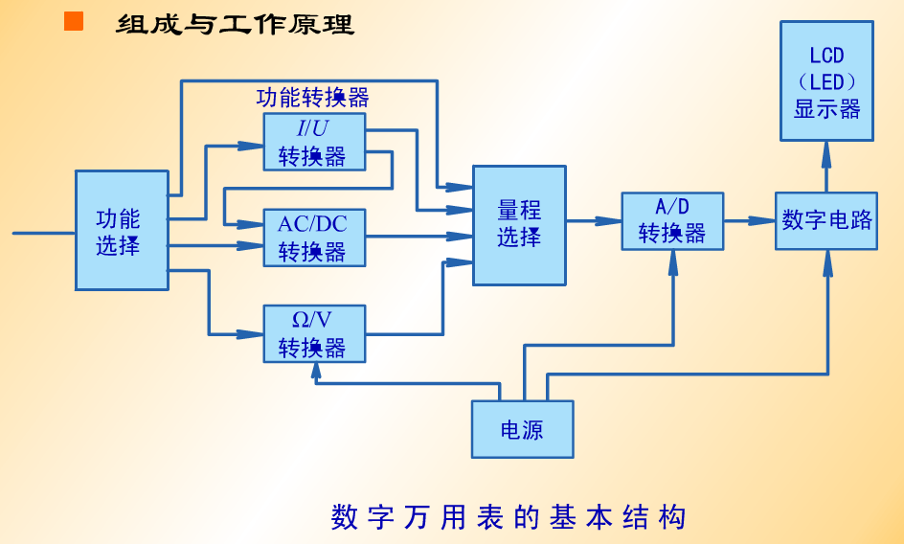 组成与工作原理
功能转换器
I/U
转换器
功能
选择
AC/DC
转换器
Ω/V
转换器
量程
选择
A/D
转换器
数字电路
LCD
（LED）
显示器
电源
数字万用表的基本结构